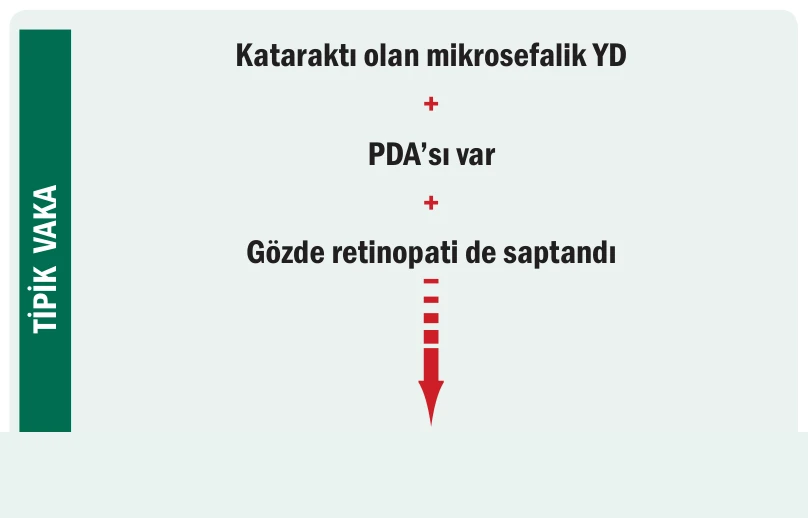 TİPİK VAKA
Kataraktı olan mikrosefalik YD
+
PDA’sı var
+
Gözde retinopati de saptandı